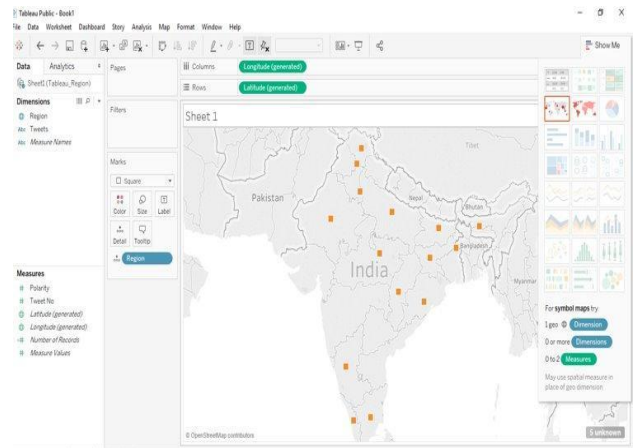 Tableau Public - Book1
File Data Worksheet Dashboard Story Analysis Map Format Window Help
Show Me
Data Analytics
Sheet1 (Tableau_Region)
Dimensions
Region
Abc Tweets
Abc Measure Names
Measures
# Polarity
# Tweet No
Latitude (generated)
Longitude (generated)
=# Number of Records
# Measure Values
Pages
Filters
Marks
Square
Color Size Label
Detail Tooltip
Region
Columns Longitude (generated)
Rows Latitude (generated)
Sheet 1
Tibet
Pakistan
Bhutan
Bangladesh
India
Myanmar
© OpenStreetMap contributors
For symbol maps try
1 geo Dimension
0 or more Dimensions
0 to 2 Measures
May use spatial measure in
place of geo dimension
5 unknown